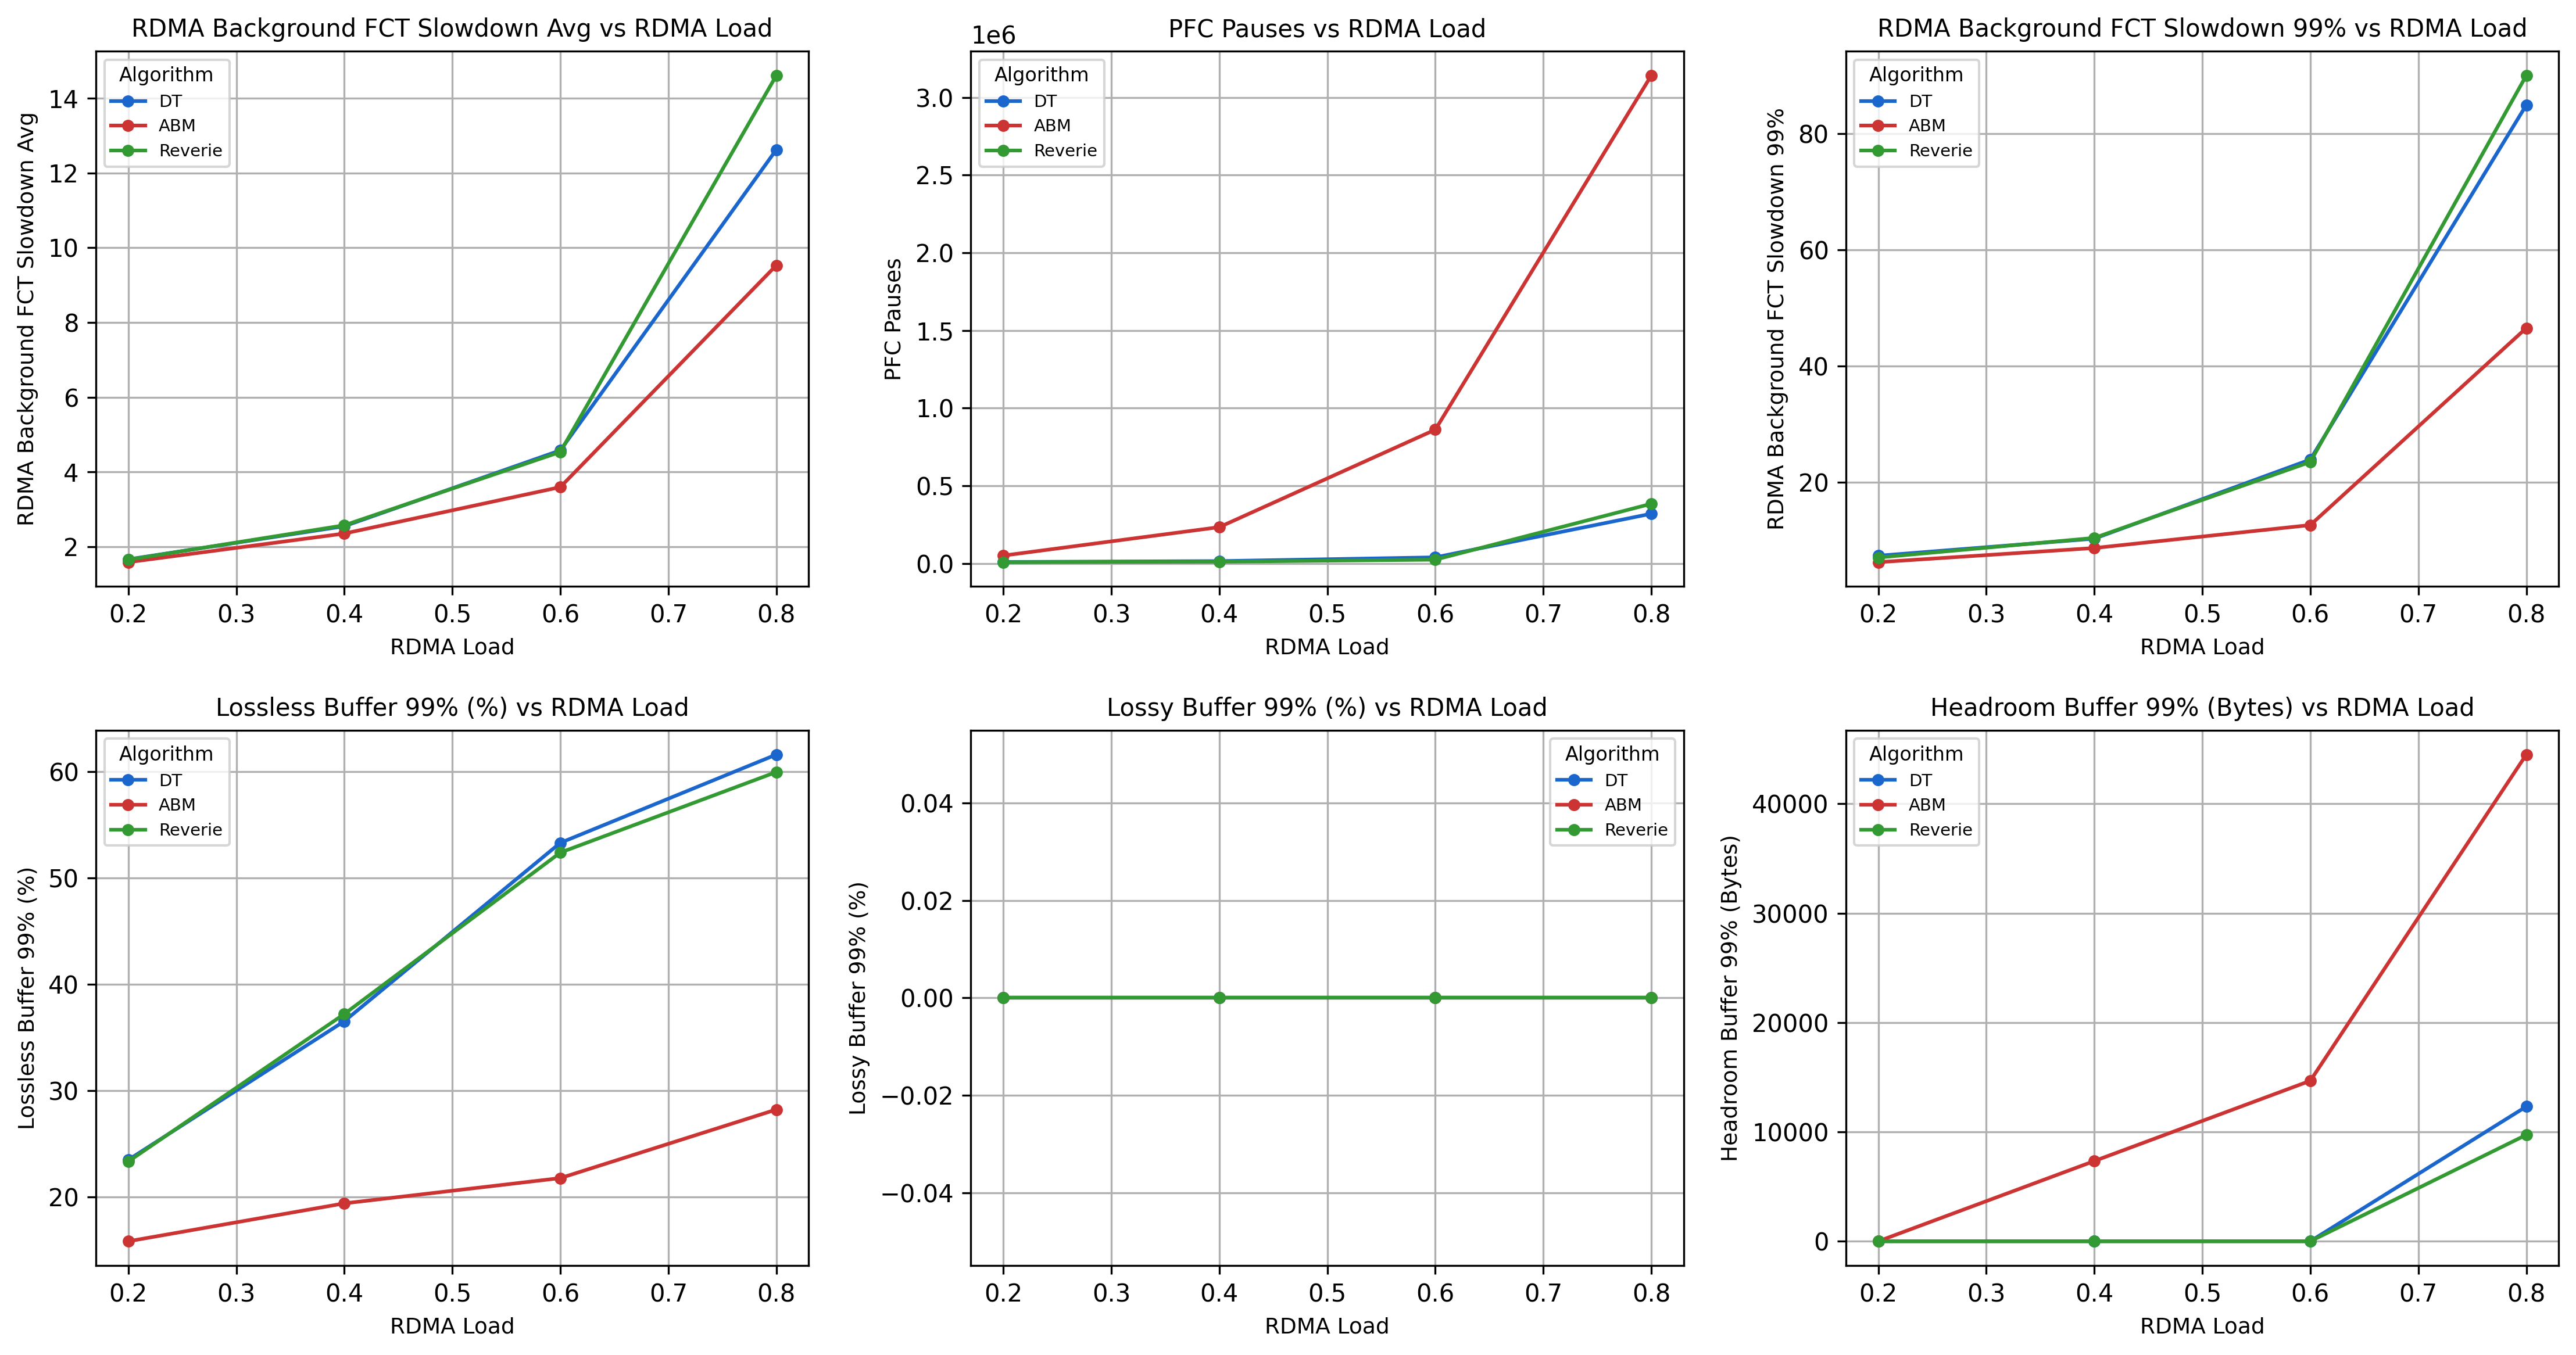 RDMA Background FCT Slowdown Avg vs RDMA Load
RDMA Background FCT Slowdown Avg
14
12
10
8
6
4
2
Algorithm
DT
ABM
Reverie
0.2 0.3 0.4 0.5 0.6 0.7 0.8
RDMA Load
PFC Pauses vs RDMA Load
1e6
PFC Pauses
3.0
2.5
2.0
1.5
1.0
0.5
0.0
Algorithm
DT
ABM
Reverie
0.2 0.3 0.4 0.5 0.6 0.7 0.8
RDMA Load
RDMA Background FCT Slowdown 99% vs RDMA Load
RDMA Background FCT Slowdown 99%
80
60
40
20
Algorithm
DT
ABM
Reverie
0.2 0.3 0.4 0.5 0.6 0.7 0.8
RDMA Load
Lossless Buffer 99% (%) vs RDMA Load
Lossless Buffer 99% (%)
60
50
40
30
20
Algorithm
DT
ABM
Reverie
0.2 0.3 0.4 0.5 0.6 0.7 0.8
RDMA Load
Lossy Buffer 99% (%) vs RDMA Load
Lossy Buffer 99% (%)
0.04
0.02
0.00
−0.02
−0.04
Algorithm
DT
ABM
Reverie
0.2 0.3 0.4 0.5 0.6 0.7 0.8
RDMA Load
Headroom Buffer 99% (Bytes) vs RDMA Load
Headroom Buffer 99% (Bytes)
40000
30000
20000
10000
0
Algorithm
DT
ABM
Reverie
0.2 0.3 0.4 0.5 0.6 0.7 0.8
RDMA Load